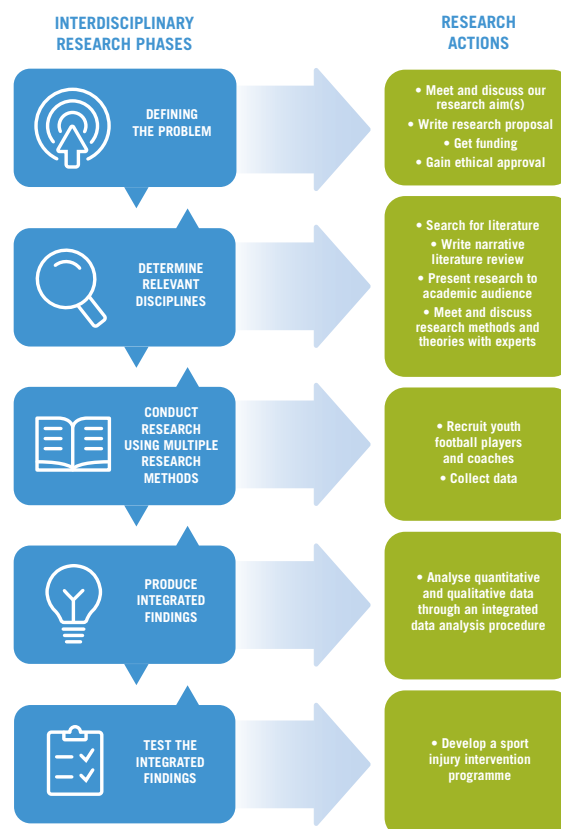 INTERDISCIPLINARY
RESEARCH PHASES
RESEARCH
ACTIONS
DEFINING
THE PROBLEM
• Meet and discuss our
research aim(s)
• Write research proposal
• Get funding
• Gain ethical approval
DETERMINE
RELEVANT
DISCIPLINES
• Search for literature
• Write narrative
literature review
• Present research to
academic audience
• Meet and discuss
research methods and
theories with experts
CONDUCT
RESEARCH
USING MULTIPLE
RESEARCH
METHODS
• Recruit youth
football players
and coaches
• Collect data
PRODUCE
INTEGRATED
FINDINGS
• Analyse quantitative
and qualitative data
through an integrated
data analysis procedure
TEST THE
INTEGRATED
FINDINGS
• Develop a sport
injury intervention
programme